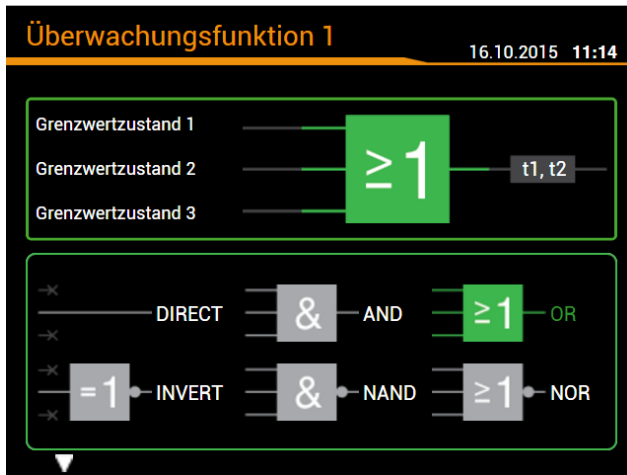 Überwachungsfunktion 1
16.10.2015 11:14
Grenzwertzustand 1
Grenzwertzustand 2
Grenzwertzustand 3
≥1
t1, t2
DIRECT
& AND
≥1 OR
=1 INVERT
& NAND
≥1 NOR